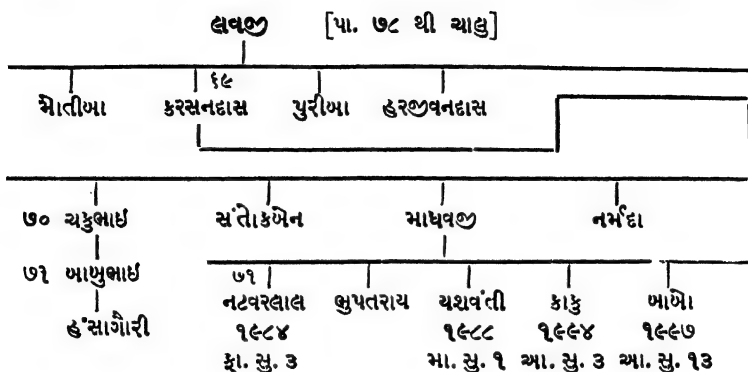 લવજી [પા. ૭૮ થી ચાલુ]
૬૯
મોતીબા કરસનદાસ પુરીબા હરજીવનદાસ
૭૦ ચકુભાઈ સંતોકબેન માધવજી નર્મદા
૭૧ બાબુભાઈ ૭૧
હંસાગૌરી નટવરલાલ ભુપતરાય યશવંતી કાકુ બાબો
૧૯૮૪ ૧૯૮૮ ૧૯૯૪ ૧૯૯૭
ફા. સુ. ૩ મા. સુ. ૧ આ. સુ. ૩ આ. સુ. ૧૩